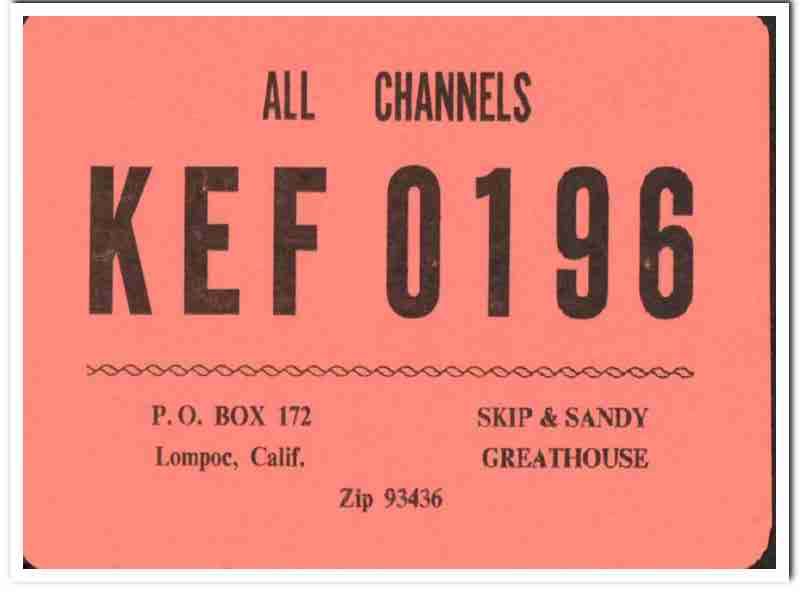 ALL CHANNELS
KEF 0196
P. O. BOX 172
Lompoc, Calif.
SKIP & SANDY
GREATHOUSE
Zip 93436